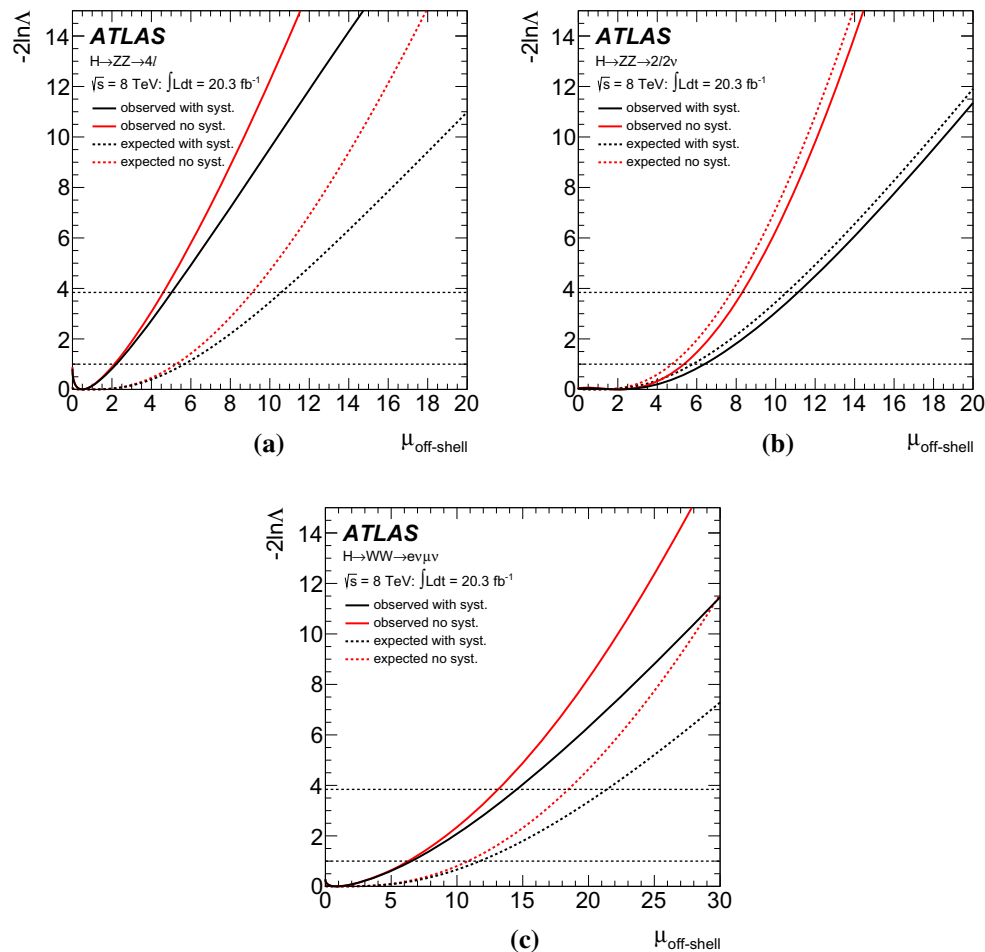 -2lnΛ
14
12
10
8
6
4
2
0
ATLAS
H→ZZ→4l
√s = 8 TeV: ∫Ldt = 20.3 fb⁻¹
observed with syst.
observed no syst.
expected with syst.
expected no syst.
0 2 4 6 8 10 12 14 16 18 20
(a)
μoff-shell
-2lnΛ
14
12
10
8
6
4
2
0
ATLAS
H→ZZ→2l2ν
√s = 8 TeV: ∫Ldt = 20.3 fb⁻¹
observed with syst.
observed no syst.
expected with syst.
expected no syst.
0 2 4 6 8 10 12 14 16 18 20
(b)
μoff-shell
-2lnΛ
14
12
10
8
6
4
2
0
ATLAS
H→WW→eνμν
√s = 8 TeV: ∫Ldt = 20.3 fb⁻¹
observed with syst.
observed no syst.
expected with syst.
expected no syst.
0 5 10 15 20 25 30
(c)
μoff-shell